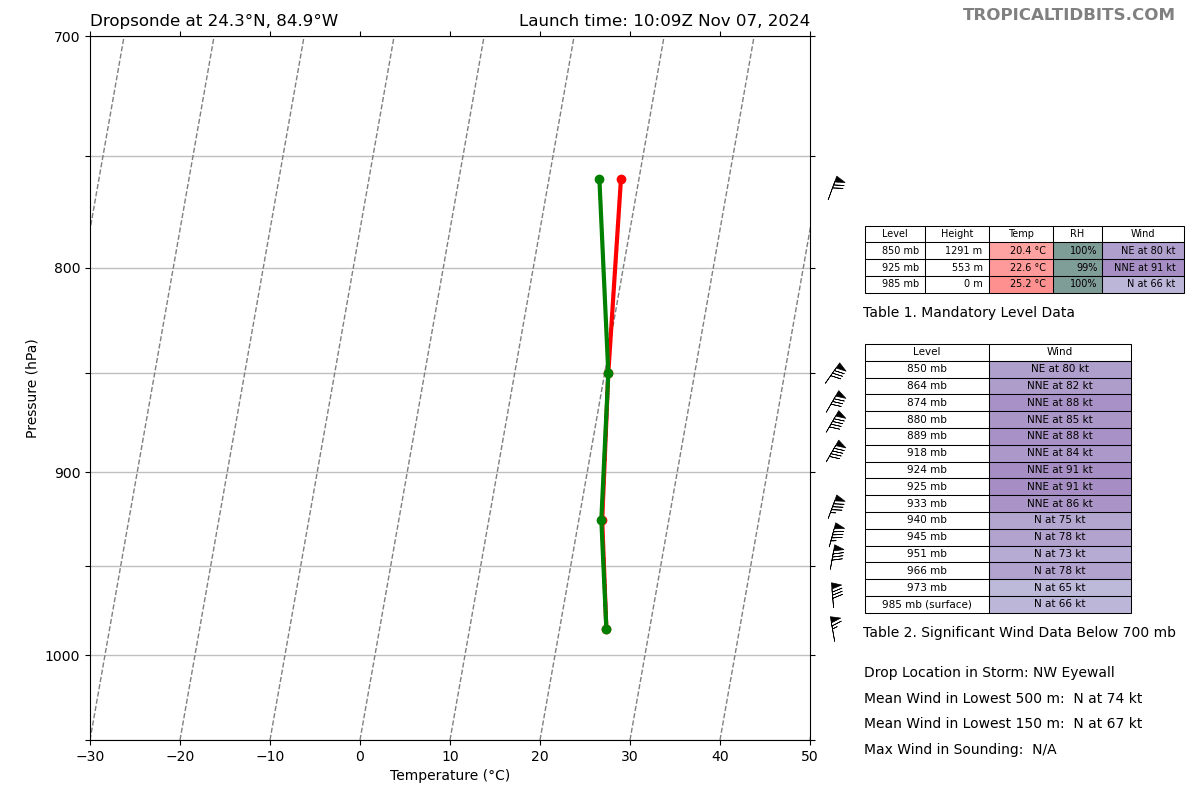 TROPICALTIDBITS.COM
Dropsonde at 24.3°N, 84.9°W
Launch time: 10:09Z Nov 07, 2024
700
800
900
1000
Pressure (hPa)
−30 −20 −10 0 10 20 30 40 50
Temperature (°C)
Level Height Temp RH Wind
850 mb 1291 m 20.4 °C 100% NE at 80 kt
925 mb 553 m 22.6 °C 99% NNE at 91 kt
985 mb 0 m 25.2 °C 100% N at 66 kt
Table 1. Mandatory Level Data
Level Wind
850 mb NE at 80 kt
864 mb NNE at 82 kt
874 mb NNE at 88 kt
880 mb NNE at 85 kt
889 mb NNE at 88 kt
918 mb NNE at 84 kt
924 mb NNE at 91 kt
925 mb NNE at 91 kt
933 mb NNE at 86 kt
940 mb N at 75 kt
945 mb N at 78 kt
951 mb N at 73 kt
966 mb N at 78 kt
973 mb N at 65 kt
985 mb (surface) N at 66 kt
Table 2. Significant Wind Data Below 700 mb
Drop Location in Storm: NW Eyewall
Mean Wind in Lowest 500 m: N at 74 kt
Mean Wind in Lowest 150 m: N at 67 kt
Max Wind in Sounding: N/A